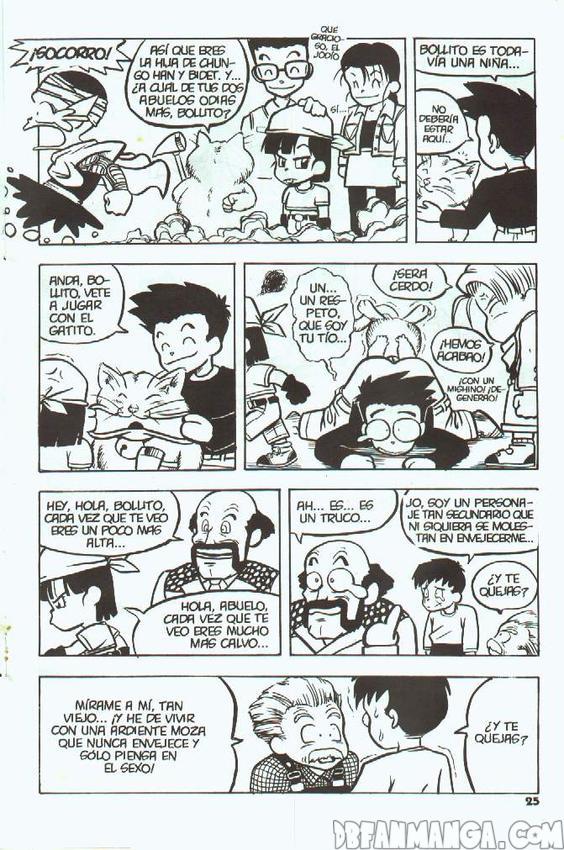 ¡SOCORRO!
ASÍ QUE ERES
LA HIJA DE CHUN-
GO HAN Y BIDET. Y...
¿A CUAL DE TUS DOS
ABUELOS ODIAS
MÁS, BOLLITO?
QUE
GRACIO-
SO, EL
JODÍO
SÍ...
BOLLITO ES TODA-
VÍA UNA NIÑA...
NO
DEBERÍA
ESTAR
AQUÍ...
ANDA, BO-
LLITO, VETE
A JUGAR
CON EL
GATITO.
UN...
UN RES-
PETO,
QUE SOY
TU TÍO...
¡SERA
CERDO!
¡HEMOS
ACABAO!
¡CON UN
MICHINO! ¡DE-
GENERAO!
HEY, HOLA, BOLLITO,
CADA VEZ QUE TE VEO
ERES UN POCO MAS
ALTA...
HOLA, ABUELO,
CADA VEZ QUE TE
VEO ERES MUCHO
MAS CALVO...
AH... ES... ES
UN TRUCO...
JO, SOY UN PERSONA-
JE TAN SECUNDARIO QUE
NI SIQUIERA SE MOLES-
TAN EN ENVEJECERME...
¿Y TE
QUEJAS?
MÍRAME A MÍ, TAN
VIEJO... ¡Y HE DE VIVIR
CON UNA ARDIENTE MOZA
QUE NUNCA ENVEJECE Y
SÓLO PIENSA EN
EL SEXO!
¿Y TE
QUEJAS?
25
DBFANMANGA.COM